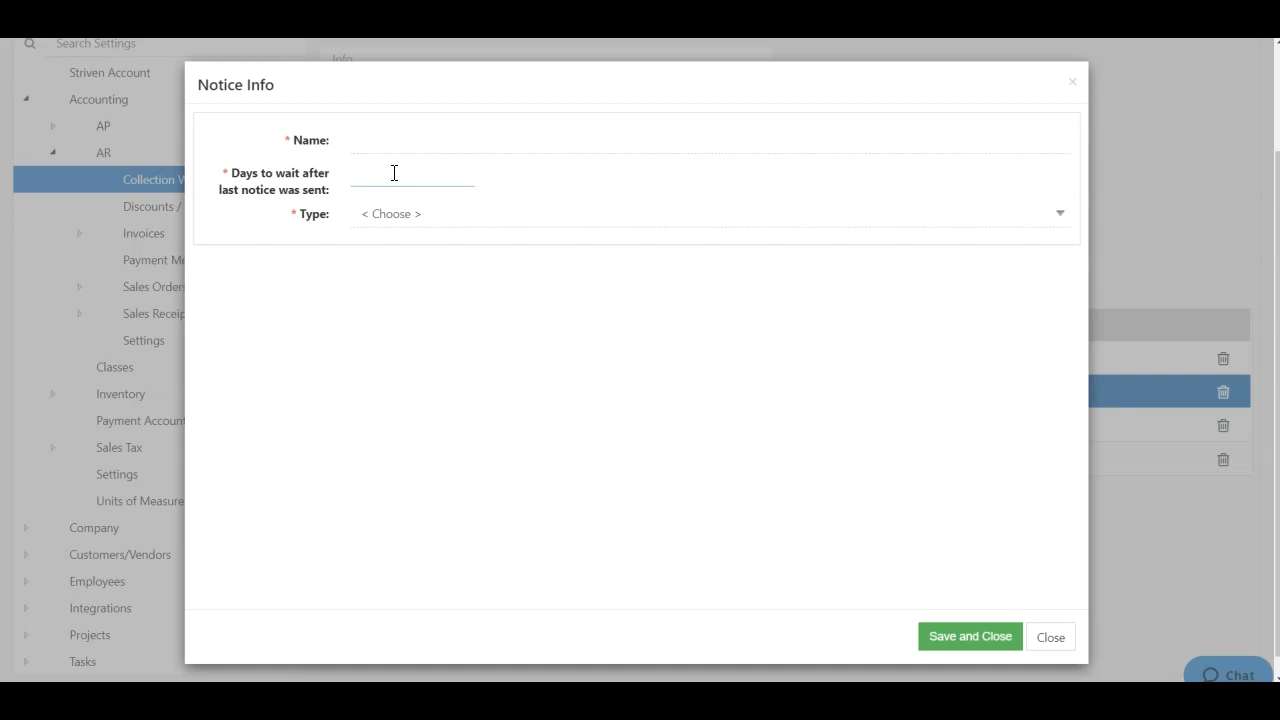 Search Settings
Info
Striven Account
Notice Info
×
Accounting
AP
* Name:
AR
* Days to wait after
last notice was sent:
Collection W
Discounts /
* Type:
< Choose >
Invoices
Payment Me
Sales Order
Sales Receip
Settings
Classes
Inventory
Payment Account
Sales Tax
Settings
Units of Measure
Company
Customers/Vendors
Employees
Integrations
Projects
Save and Close
Close
Tasks
Chat